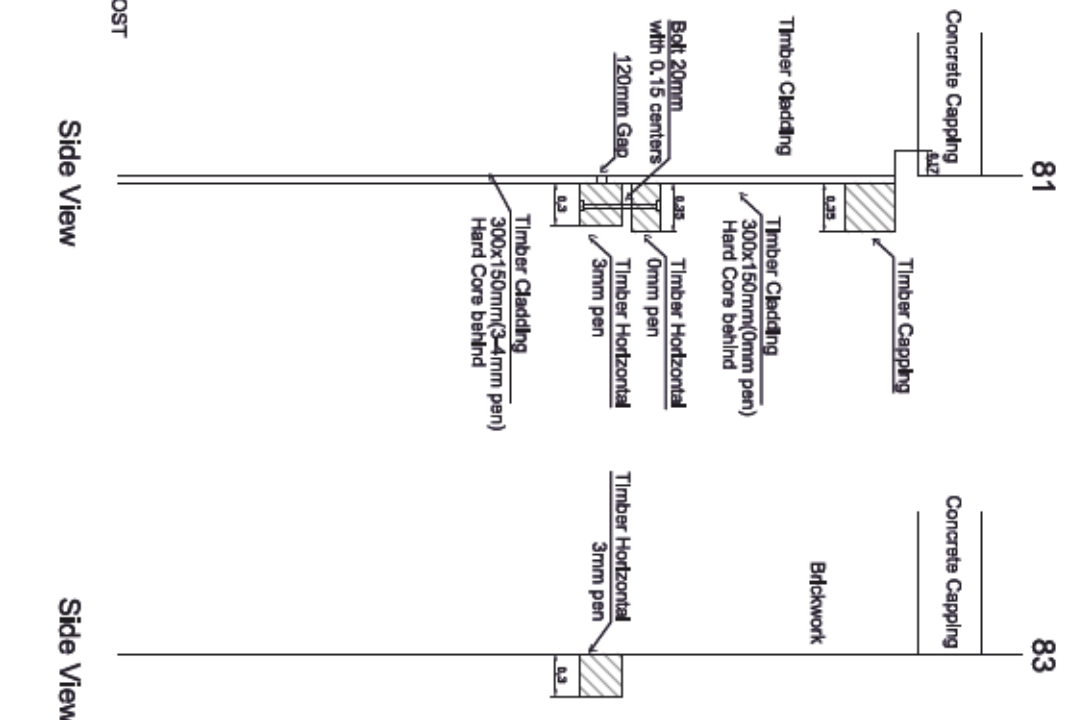 81
Concrete Capping
0.17
Timber Cladding
Bolt 20mm
with 0.15 centers
120mm Gap
0.35
Timber Capping
Timber Cladding
300x150mm(0mm pen)
Hard Core behind
0.35
Timber Horizontal
0mm pen
0.3
Timber Horizontal
3mm pen
Timber Cladding
300x150mm(3-4mm pen)
Hard Core behind
Side View
OST
83
Concrete Capping
Brickwork
Timber Horizontal
3mm pen
0.3
Side View